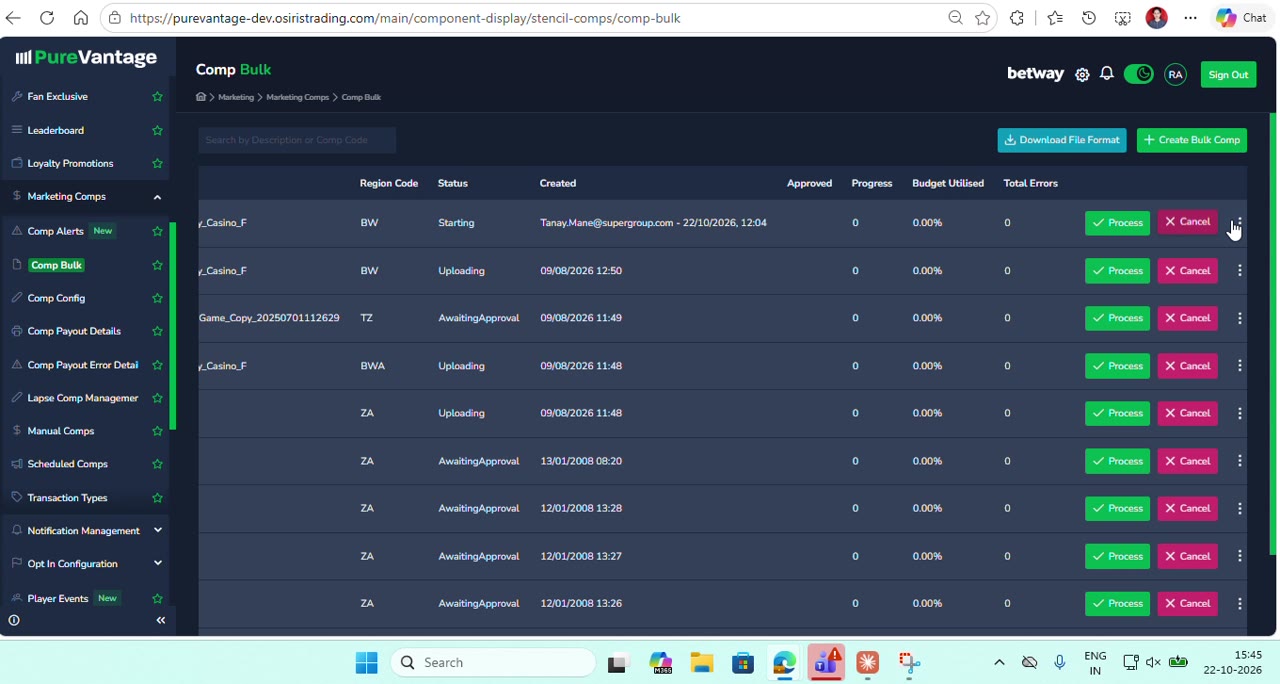 https://purevantage-dev.osiristrading.com/main/component-display/stencil-comps/comp-bulk
Chat
PureVantage
Comp Bulk
betway
RA
Sign Out
Marketing
Marketing Comps
Comp Bulk
Fan Exclusive
Leaderboard
Loyalty Promotions
Marketing Comps
Comp Alerts New
Comp Bulk
Comp Config
Comp Payout Details
Comp Payout Error Detai
Lapse Comp Managemer
Manual Comps
Scheduled Comps
Transaction Types
Notification Management
Opt In Configuration
Player Events New
Search by Description or Comp Code
Download File Format
Create Bulk Comp
Region Code Status Created Approved Progress Budget Utilised Total Errors
y_Casino_F BW Starting Tanay.Mane@supergroup.com - 22/10/2026, 12:04 0 0.00% 0 Process Cancel
y_Casino_F BW Uploading 09/08/2026 12:50 0 0.00% 0 Process Cancel
Game_Copy_20250701112629 TZ AwaitingApproval 09/08/2026 11:49 0 0.00% 0 Process Cancel
y_Casino_F BWA Uploading 09/08/2026 11:48 0 0.00% 0 Process Cancel
ZA Uploading 09/08/2026 11:48 0 0.00% 0 Process Cancel
ZA AwaitingApproval 13/01/2008 08:20 0 0.00% 0 Process Cancel
ZA AwaitingApproval 12/01/2008 13:28 0 0.00% 0 Process Cancel
ZA AwaitingApproval 12/01/2008 13:27 0 0.00% 0 Process Cancel
ZA AwaitingApproval 12/01/2008 13:26 0 0.00% 0 Process Cancel
Search
M365
ENG
IN
15:45
22-10-2026